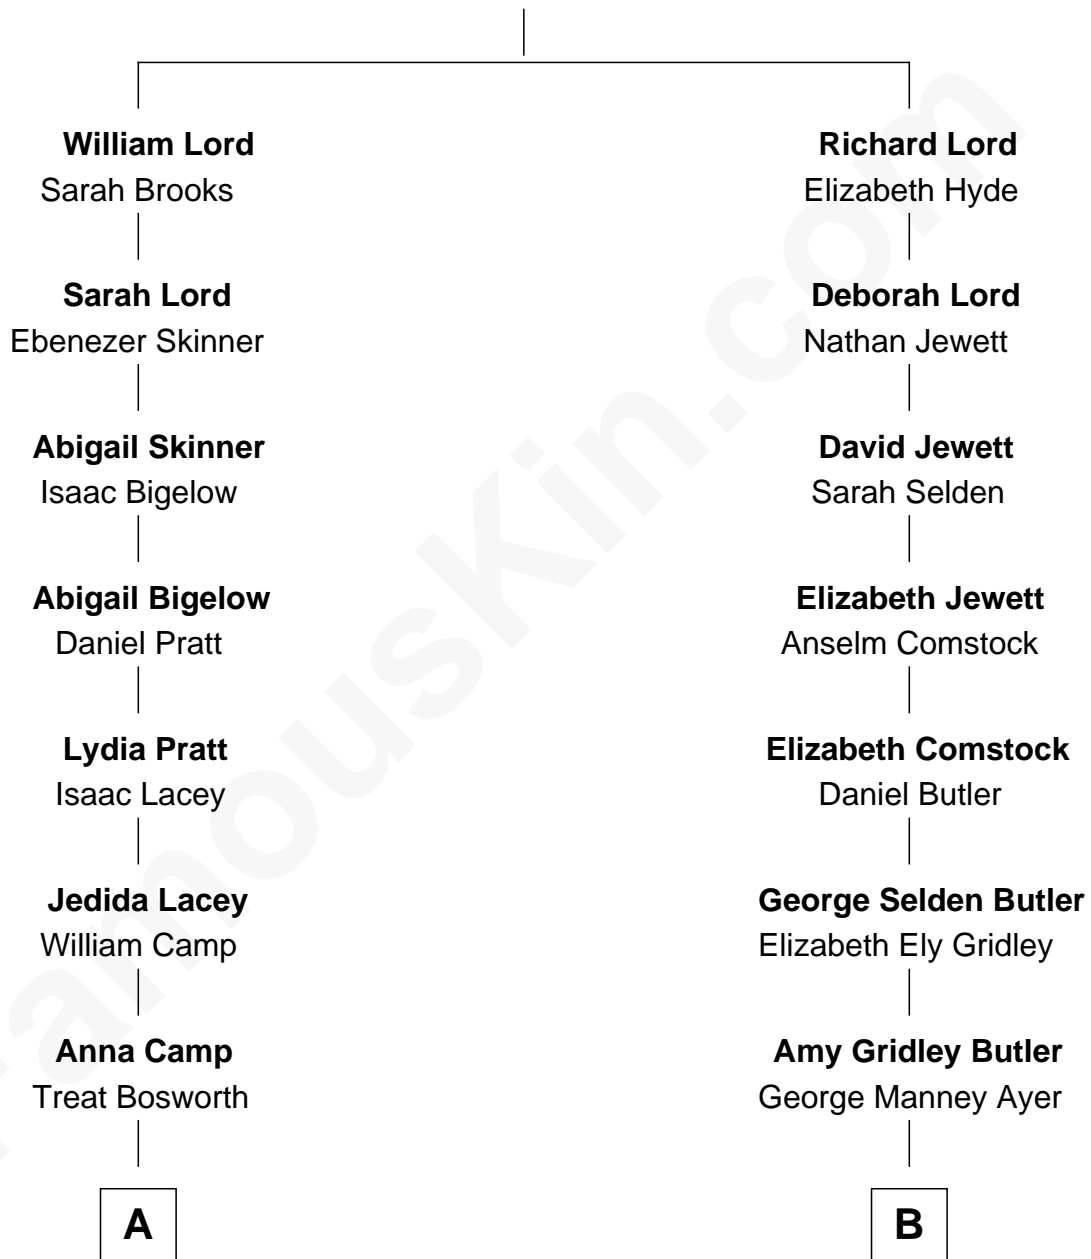 William Lord
Sarah Brooks
Richard Lord
Elizabeth Hyde
Sarah Lord
Ebenezer Skinner
Deborah Lord
Nathan Jewett
Abigail Skinner
Isaac Bigelow
David Jewett
Sarah Selden
Abigail Bigelow
Daniel Pratt
Elizabeth Jewett
Anselm Comstock
Lydia Pratt
Isaac Lacey
Elizabeth Comstock
Daniel Butler
Jedida Lacey
William Camp
George Selden Butler
Elizabeth Ely Gridley
Anna Camp
Treat Bosworth
Amy Gridley Butler
George Manney Ayer
A
B
FamousKin.com